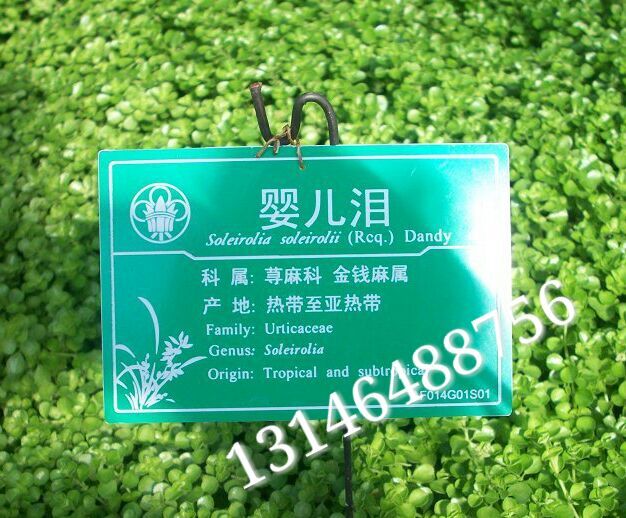 婴儿泪
Soleirolia soleirolii (Rcq.) Dandy
科 属: 荨麻科 金钱麻属
产 地: 热带至亚热带
Family: Urticaceae
Genus: Soleirolia
Origin: Tropical and subtropical
F014G01S01
13146488756